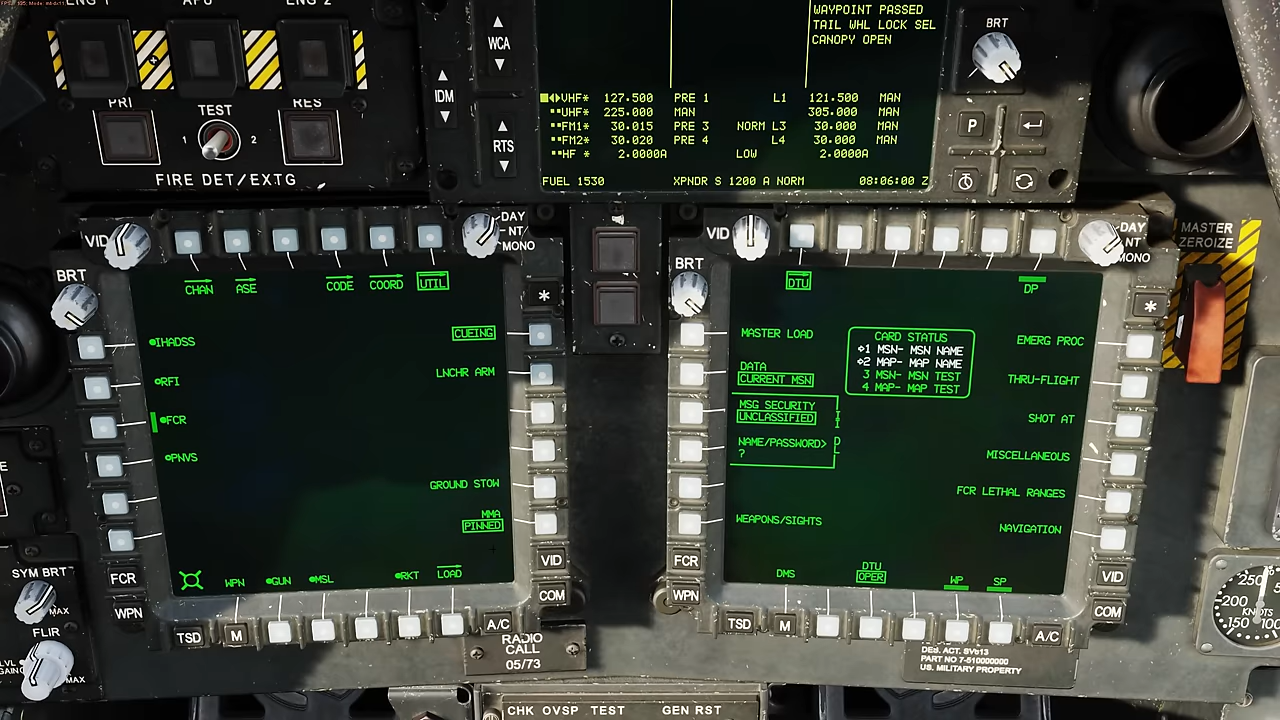 ENG 1
APU
ENG 2
PRI
TEST
RES
1
2
FIRE DET/EXTG
WCA
IDM
RTS
WAYPOINT PASSED
TAIL WHL LOCK SEL
CANOPY OPEN
VHF* 127.500 PRE 1 L1 121.500 MAN
UHF* 225.000 MAN 305.000 MAN
FM1* 30.015 PRE 3 NORM L3 30.000 MAN
FM2* 30.020 PRE 4 L4 30.000 MAN
HF * 2.0000A LOW 2.0000A
FUEL 1530 XPNDR S 1200 A NORM 08:06:00 Z
BRT
P
VID
DAY
NT
MONO
BRT
CHAN
ASE
CODE
COORD
UTIL
*
IHADSS
RFI
FCR
PNVS
CUEING
LNCHR ARM
GROUND STOW
MMA
PINNED
WPN
GUN
MSL
RKT
LOAD
FCR
WPN
TSD
M
VID
COM
A/C
SYM BRT
MAX
FLIR
LVL
GAIN
MAX
RADIO
CALL
05/73
VID
DAY
NT
MONO
BRT
MASTER
ZEROIZE
DTU
DP
*
MASTER LOAD
DATA
CURRENT MSN
MSG SECURITY
UNCLASSIFIED
NAME/PASSWORD>
?
WEAPONS/SIGHTS
CARD STATUS
1 MSN- MSN NAME
2 MAP- MAP NAME
3 MSN- MSN TEST
4 MAP- MAP TEST
EMERG PROC
THRU-FLIGHT
SHOT AT
MISCELLANEOUS
FCR LETHAL RANGES
NAVIGATION
DMS
DTU
OPER
WP
SP
FCR
WPN
TSD
M
VID
COM
A/C
PART NO 7-510000000
US. MILITARY PROPERTY
250
200
150
100
KNOTS
CHK OVSP TEST GEN RST